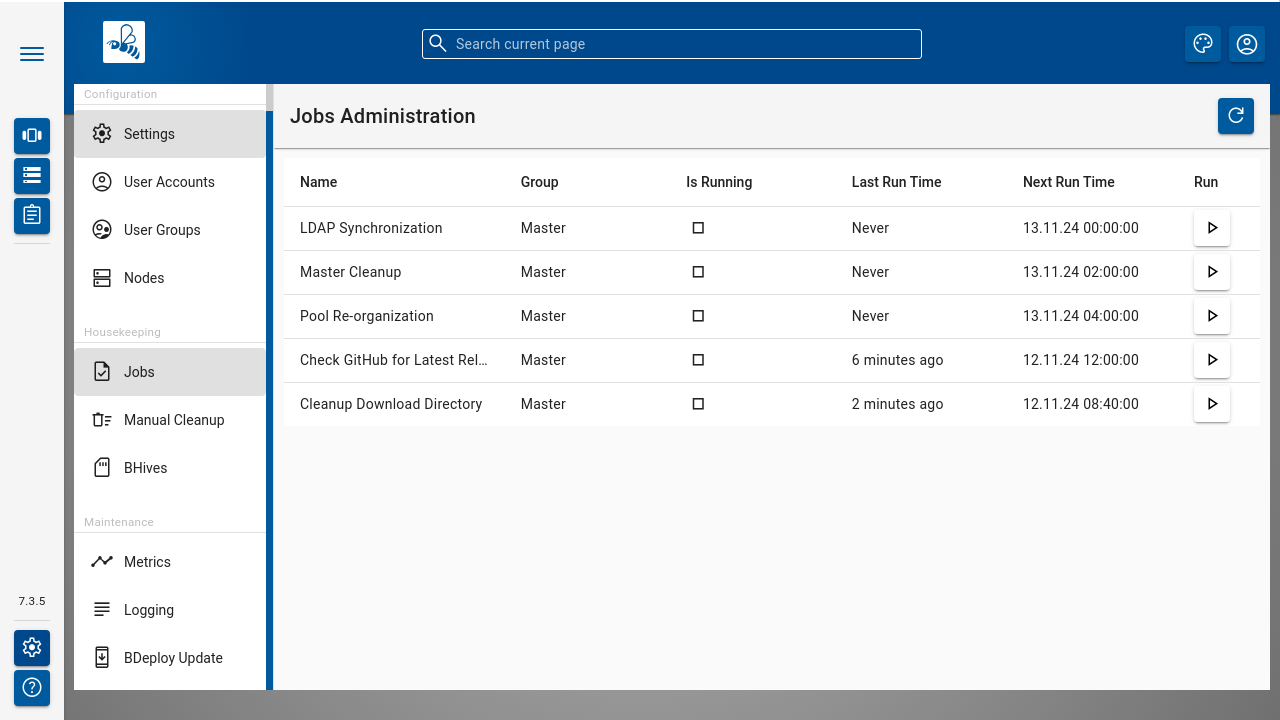 Search current page
Configuration
Settings
User Accounts
User Groups
Nodes
Housekeeping
Jobs
Manual Cleanup
BHives
Maintenance
Metrics
Logging
BDeploy Update
7.3.5
Jobs Administration
Name Group Is Running Last Run Time Next Run Time Run
LDAP Synchronization Master Never 13.11.24 00:00:00
Master Cleanup Master Never 13.11.24 02:00:00
Pool Re-organization Master Never 13.11.24 04:00:00
Check GitHub for Latest Rel... Master 6 minutes ago 12.11.24 12:00:00
Cleanup Download Directory Master 2 minutes ago 12.11.24 08:40:00